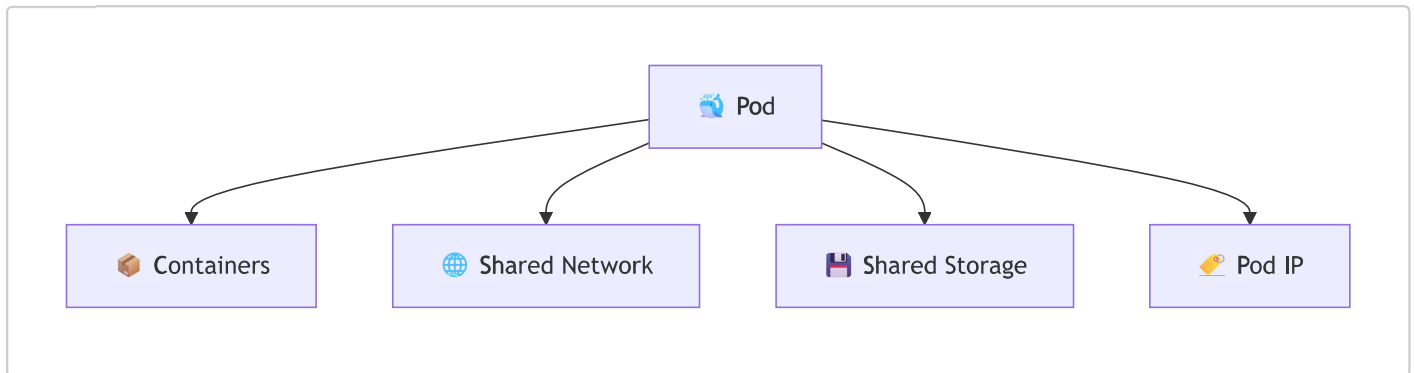 🐳 Pod
📦 Containers
🌐 Shared Network
💾 Shared Storage
🏷️ Pod IP